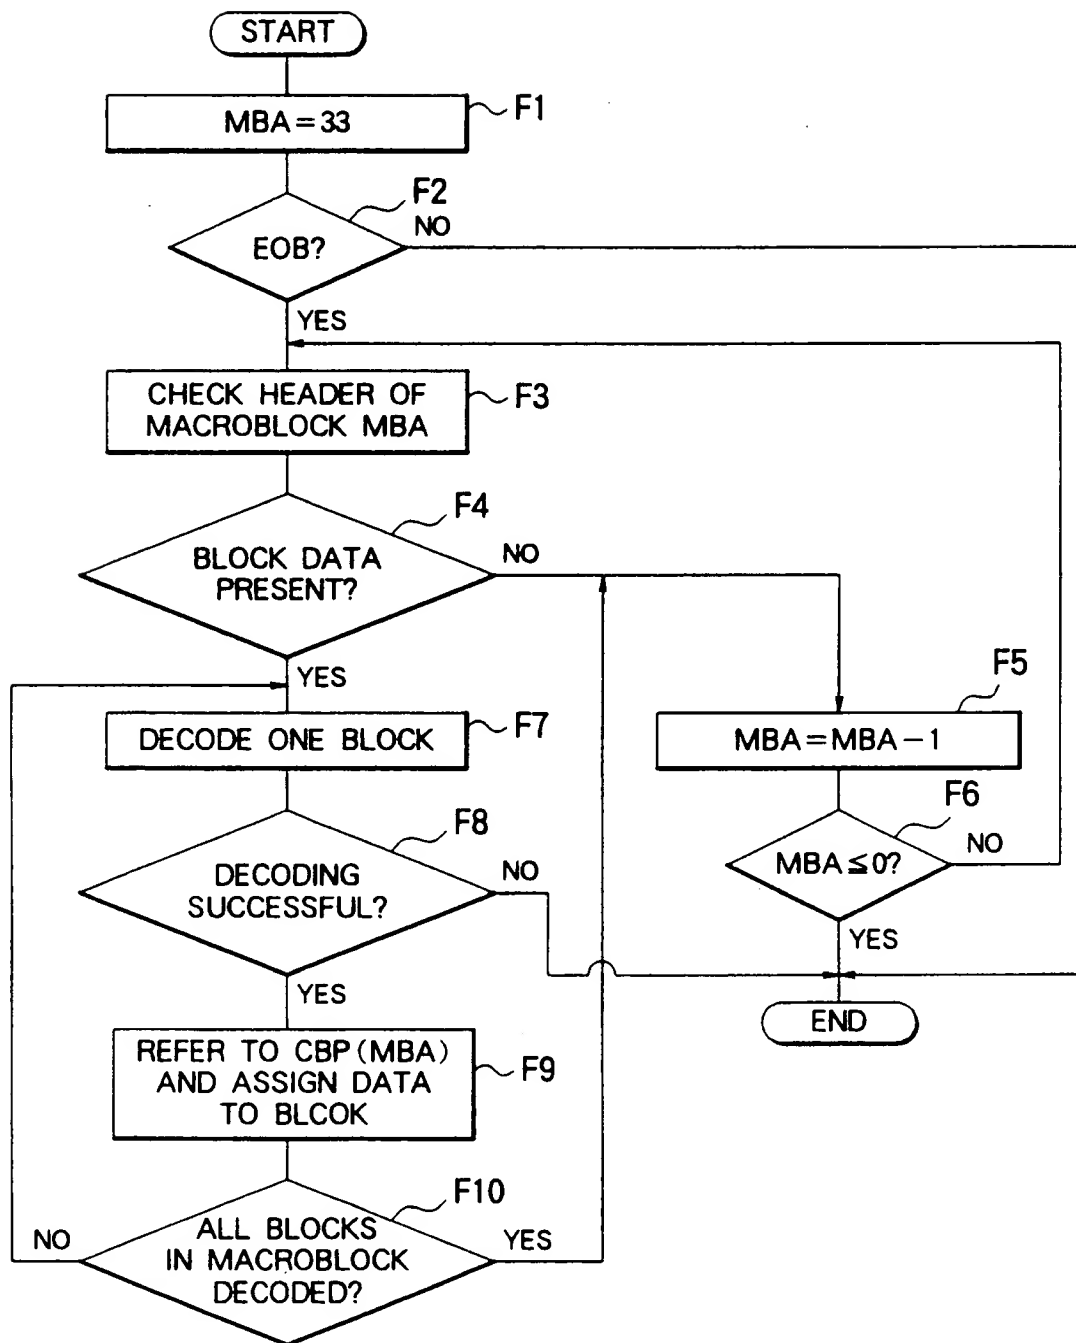 START
MBA=33
F1
F2
EOB?
NO
YES
CHECK HEADER OF
MACROBLOCK MBA
F3
F4
BLOCK DATA
PRESENT?
NO
YES
F5
MBA=MBA-1
DECODE ONE BLOCK
F7
F6
MBA≦0?
NO
YES
F8
DECODING
SUCCESSFUL?
NO
YES
END
REFER TO CBP(MBA)
AND ASSIGN DATA
TO BLCOK
F9
F10
ALL BLOCKS
IN MACROBLOCK
DECODED?
NO
YES